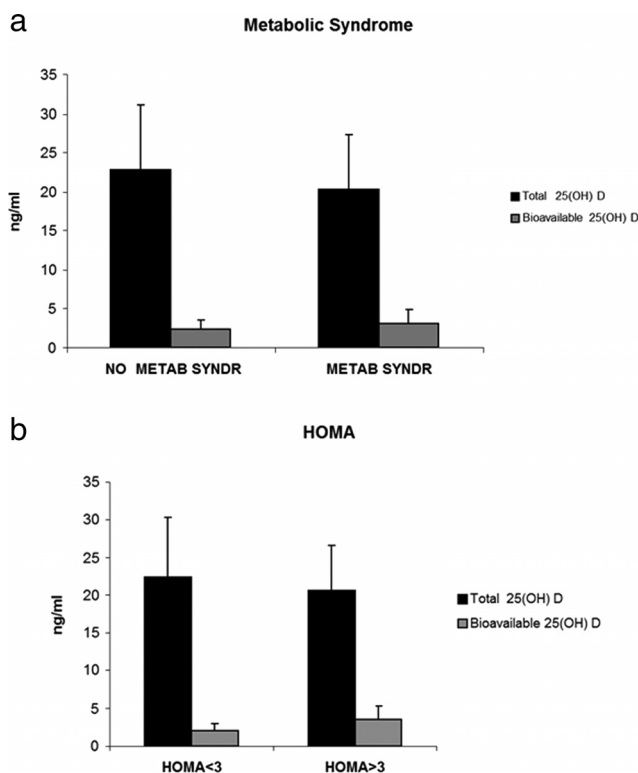 a
Metabolic Syndrome
35
30
25
20
15
10
5
0
ng/ml
NO METAB SYNDR
METAB SYNDR
Total 25(OH) D
Bioavailable 25(OH) D
b
HOMA
35
30
25
20
15
10
5
0
ng/ml
HOMA<3
HOMA>3
Total 25(OH) D
Bioavailable 25(OH) D